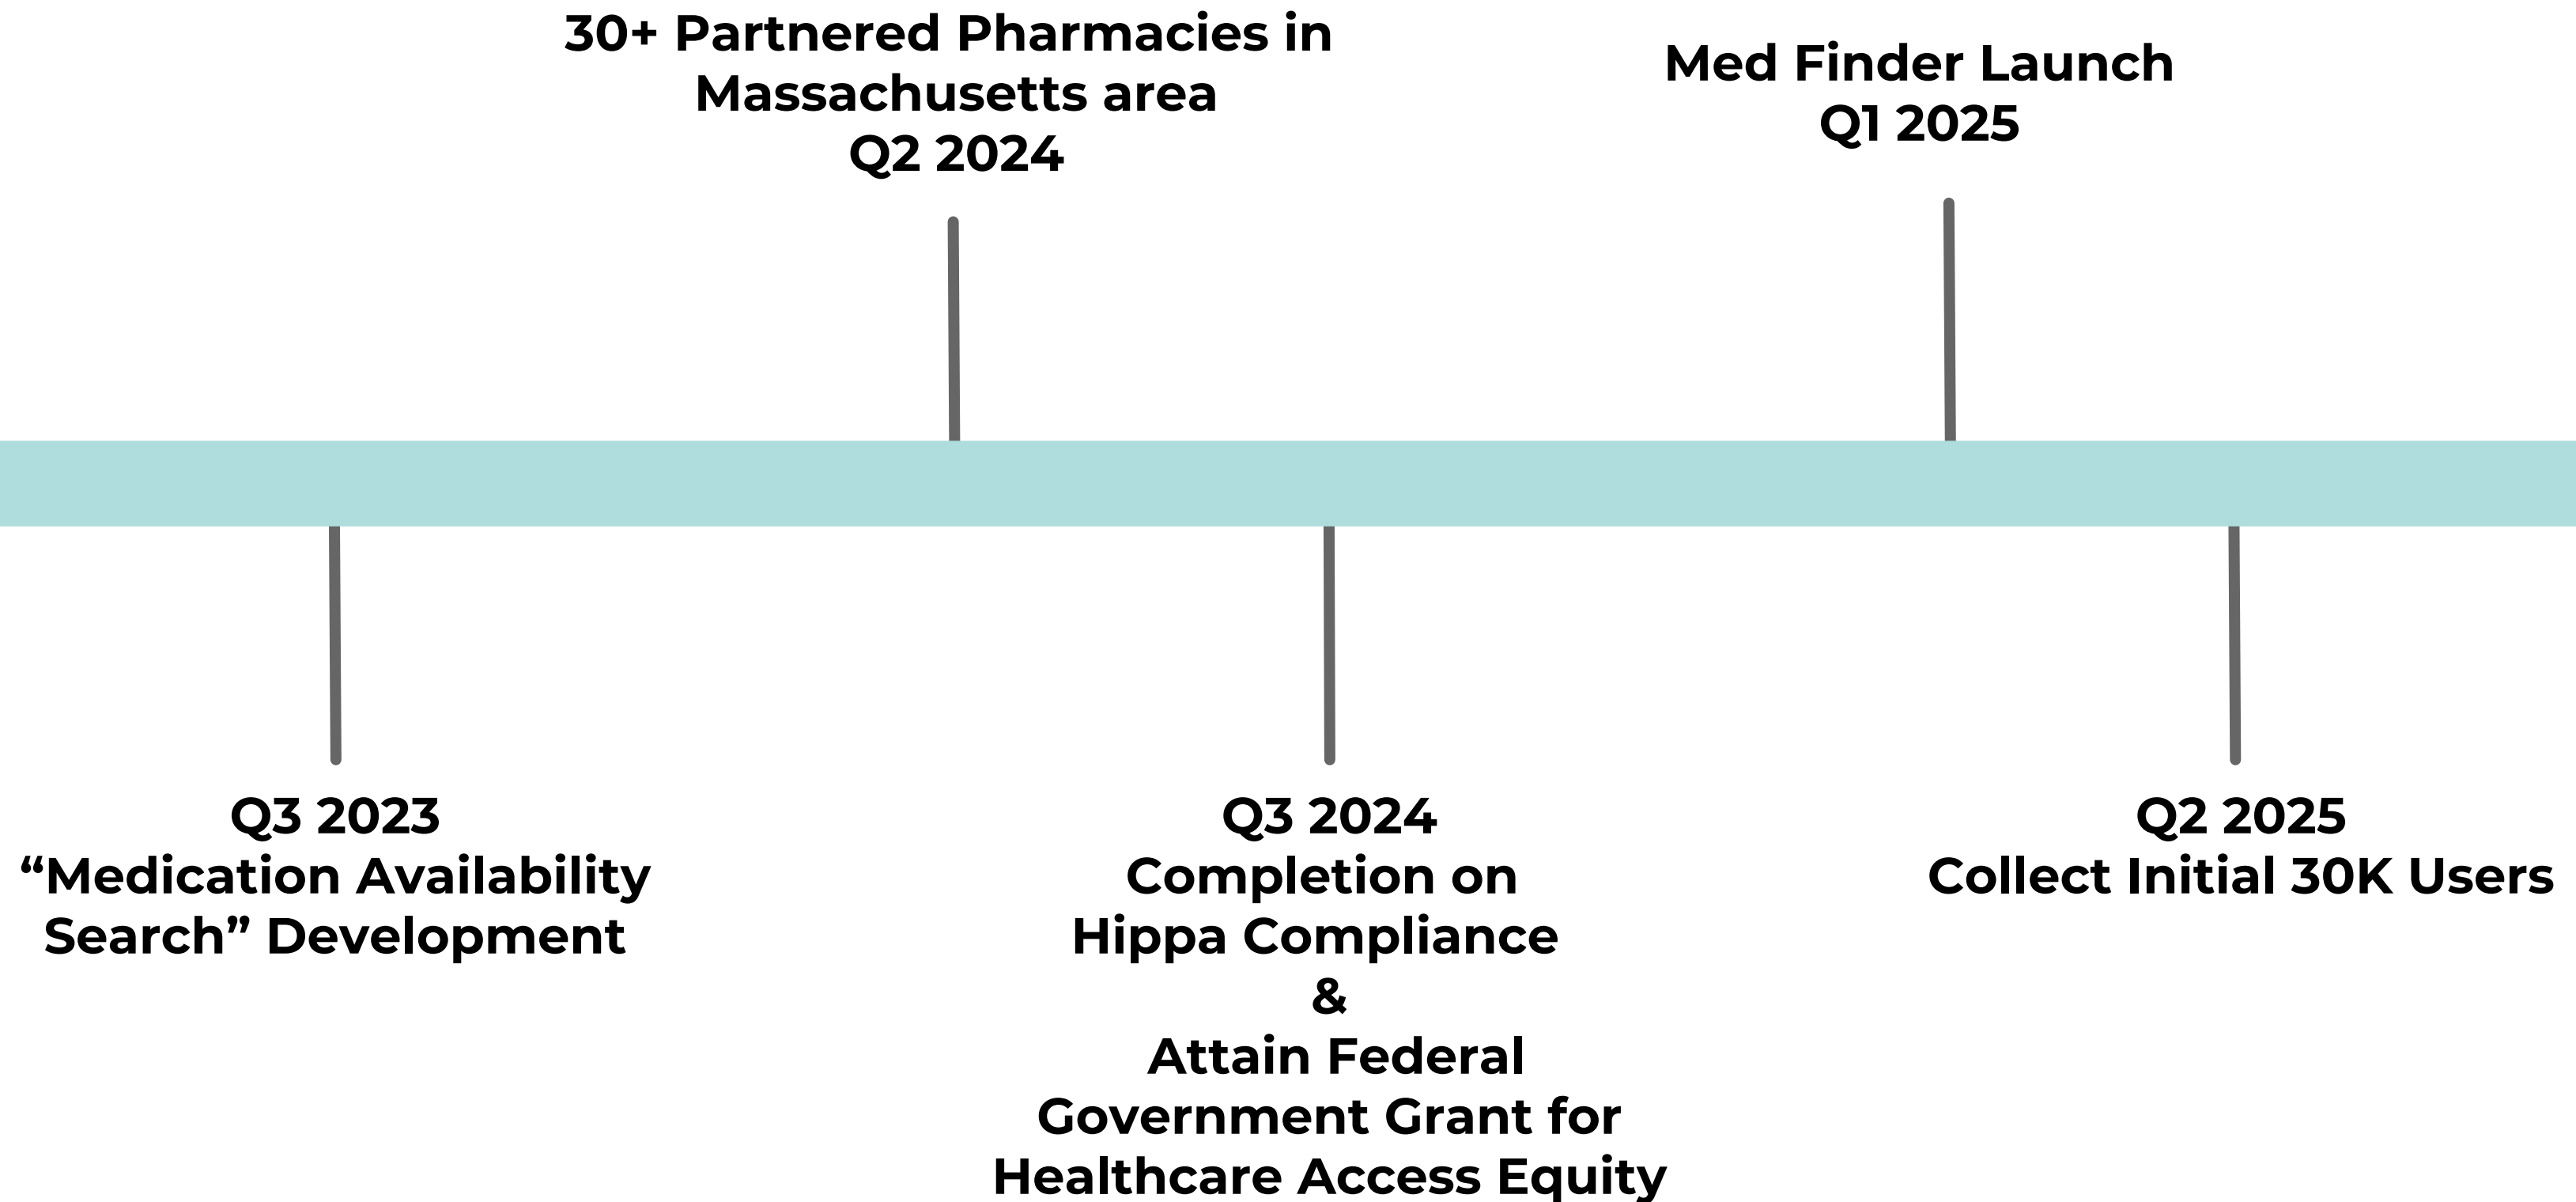 30+ Partnered Pharmacies in
Massachusetts area
Q2 2024
Med Finder Launch
Q1 2025
Q3 2023
“Medication Availability
Search” Development
Q3 2024
Completion on
Hippa Compliance
&
Attain Federal
Government Grant for
Healthcare Access Equity
Q2 2025
Collect Initial 30K Users